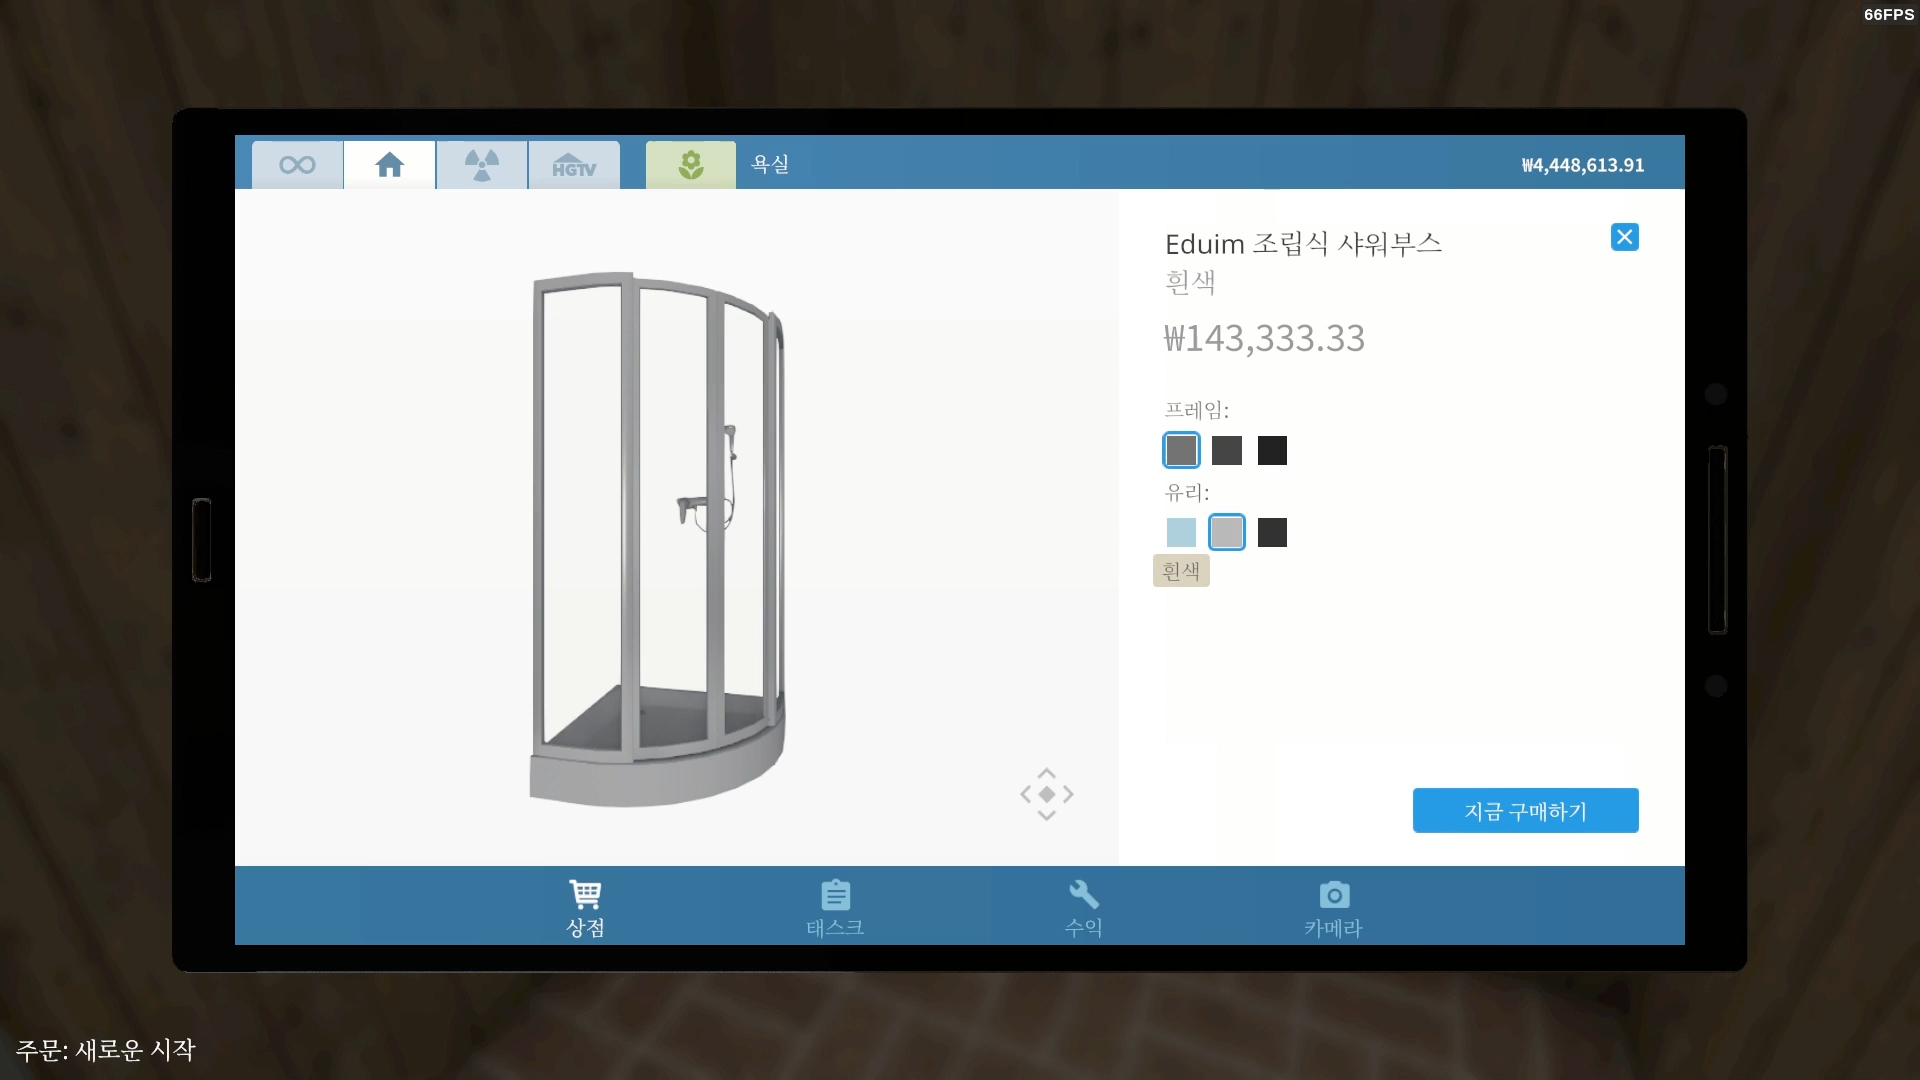 66FPS
HGTV
욕실
₩4,448,613.91
Eduim 조립식 샤워부스
흰색
₩143,333.33
프레임:
유리:
흰색
지금 구매하기
상점
태스크
수익
카메라
주문: 새로운 시작